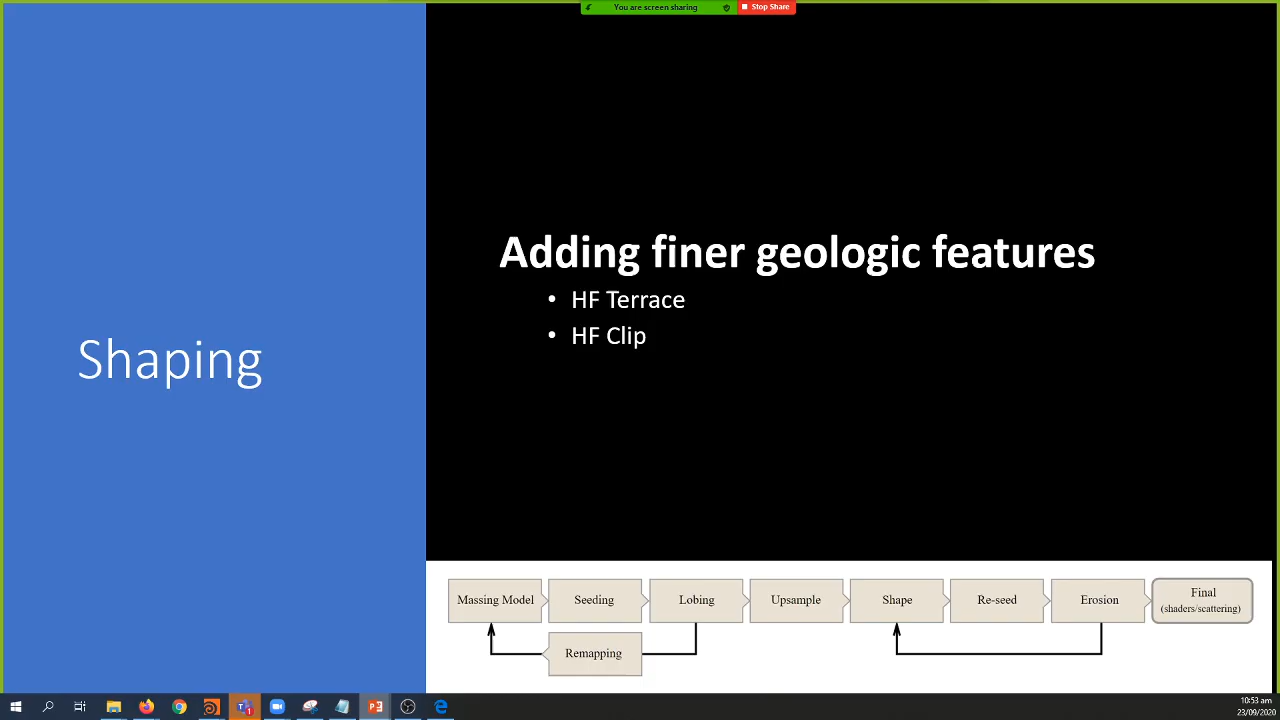 You are screen sharing
Stop Share
Adding finer geologic features
• HF Terrace
• HF Clip
Shaping
Massing Model
Seeding
Lobing
Upsample
Shape
Re-seed
Erosion
Final
(shaders/scattering)
Remapping
10:53 am
23/09/2020